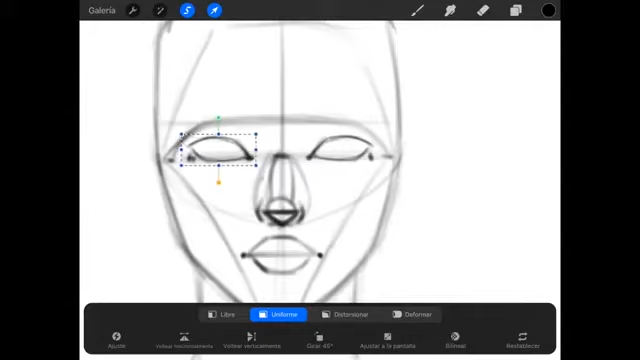 Galería
Libre Uniforme Distorsionar Deformar
Ajuste Voltear horizontalmente Voltear verticalmente Girar 45° Ajustar a la pantalla Bilineal Restablecer